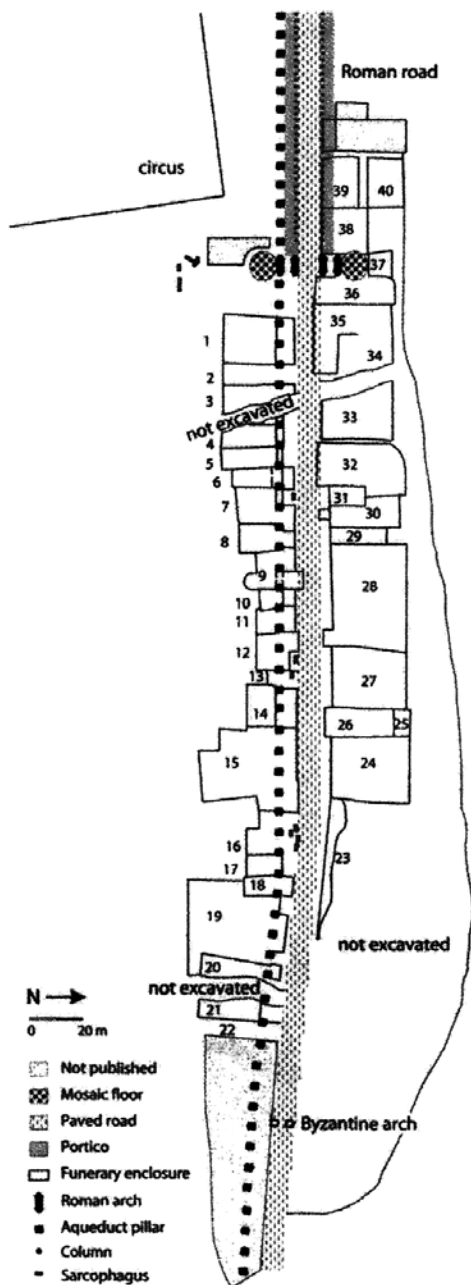 Roman road
circus
39 40
38
37
36
1 35
34
2
3
not excavated
33
4
5 32
6
31
7 30
29
8
9 28
10
11
12
13 27
14
26 25
15 24
16
23
17
18
19
not excavated
20
not excavated
21
22
N
0 20 m
Not published
Mosaic floor
Paved road
Byzantine arch
Portico
Funerary enclosure
Roman arch
Aqueduct pillar
Column
Sarcophagus